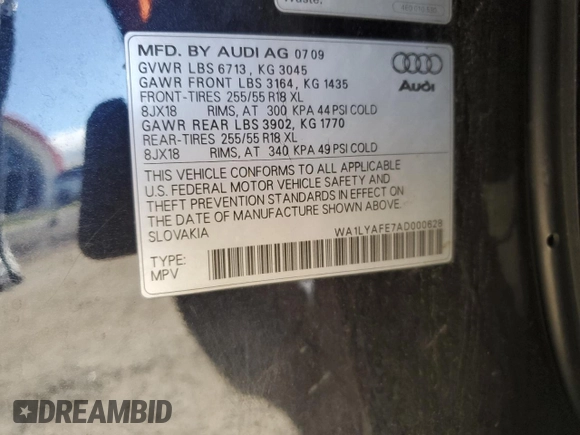 MFD. BY AUDI AG 07 09
GVWR LBS 6713 , KG 3045
GAWR FRONT LBS 3164, KG 1435
FRONT-TIRES 255/55 R18 XL
8JX18 RIMS, AT 300 KPA 44 PSI COLD
GAWR REAR LBS 3902, KG 1770
REAR-TIRES 255/55 R18 XL
8JX18 RIMS, AT 340 KPA 49 PSI COLD
Audi
THIS VEHICLE CONFORMS TO ALL APPLICABLE
U.S. FEDERAL MOTOR VEHICLE SAFETY AND
THEFT PREVENTION STANDARDS IN EFFECT ON
THE DATE OF MANUFACTURE SHOWN ABOVE
SLOVAKIA
WA1LYAFE7AD000628
TYPE:
MPV
DREAMBID